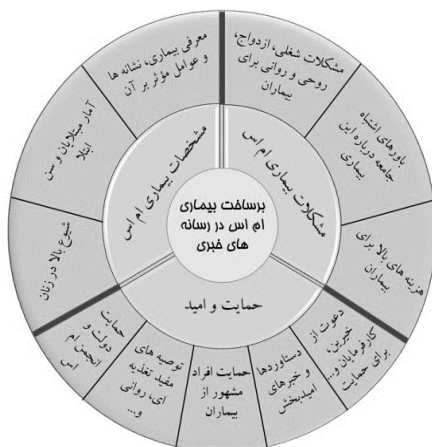 برساخت بیماری
ام اس در رسانه
های خبری
مشکلات بیماری ام اس
مشکلات شغلی، ازدواج،
روحی و روانی برای
بیماران
باورهای اشتباه
جامعه درباره این
بیماری
هزینه های بالا برای
بیماران
حمایت و امید
دعوت از
خیرین،
کارفرمایان و...
برای حمایت
دستاوردها
و خبرهای
امیدبخش
حمایت افراد
مشهور از
بیماران
توصیه های
مفید تغذیه
ای، روانی
و...
حمایت
دولت و
انجمن ام
اس
مشخصات بیماری ام اس
شیوع بالا در زنان
آمار مبتلایان و سن
ابتلا
معرفی بیماری، نشانه ها
و عوامل مؤثر بر آن